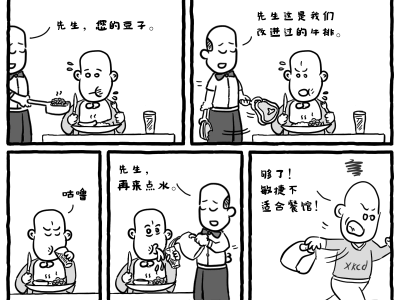 先生，您的豆子。
先生这是我们
改进过的牛排。
咕噜
先生，
再来点水。
够了！
敏捷不
适合餐馆！
xkcd